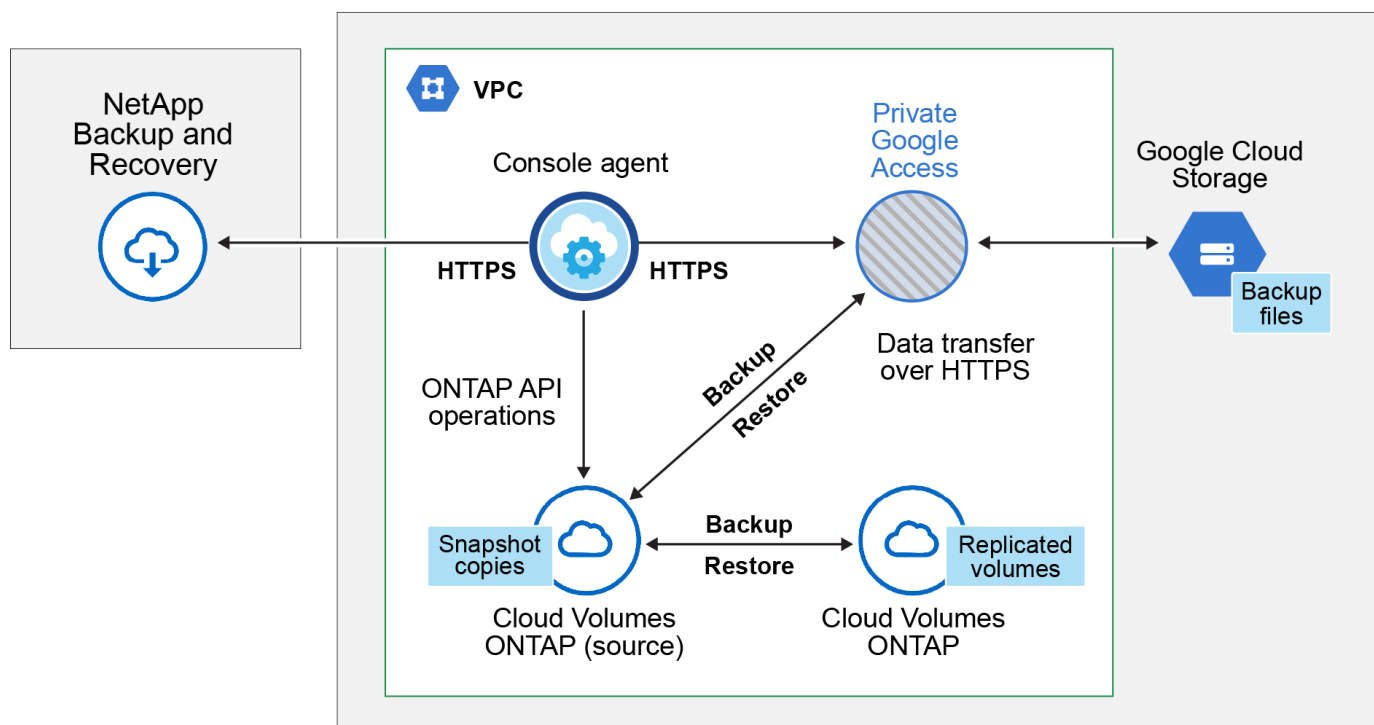 NetApp
Backup and
Recovery
VPC
Console agent
Private
Google
Access
Google Cloud
Storage
HTTPS
HTTPS
Backup
files
Data transfer
over HTTPS
ONTAP API
operations
Backup
Restore
Snapshot
copies
Backup
Restore
Replicated
volumes
Cloud Volumes
ONTAP (source)
Cloud Volumes
ONTAP